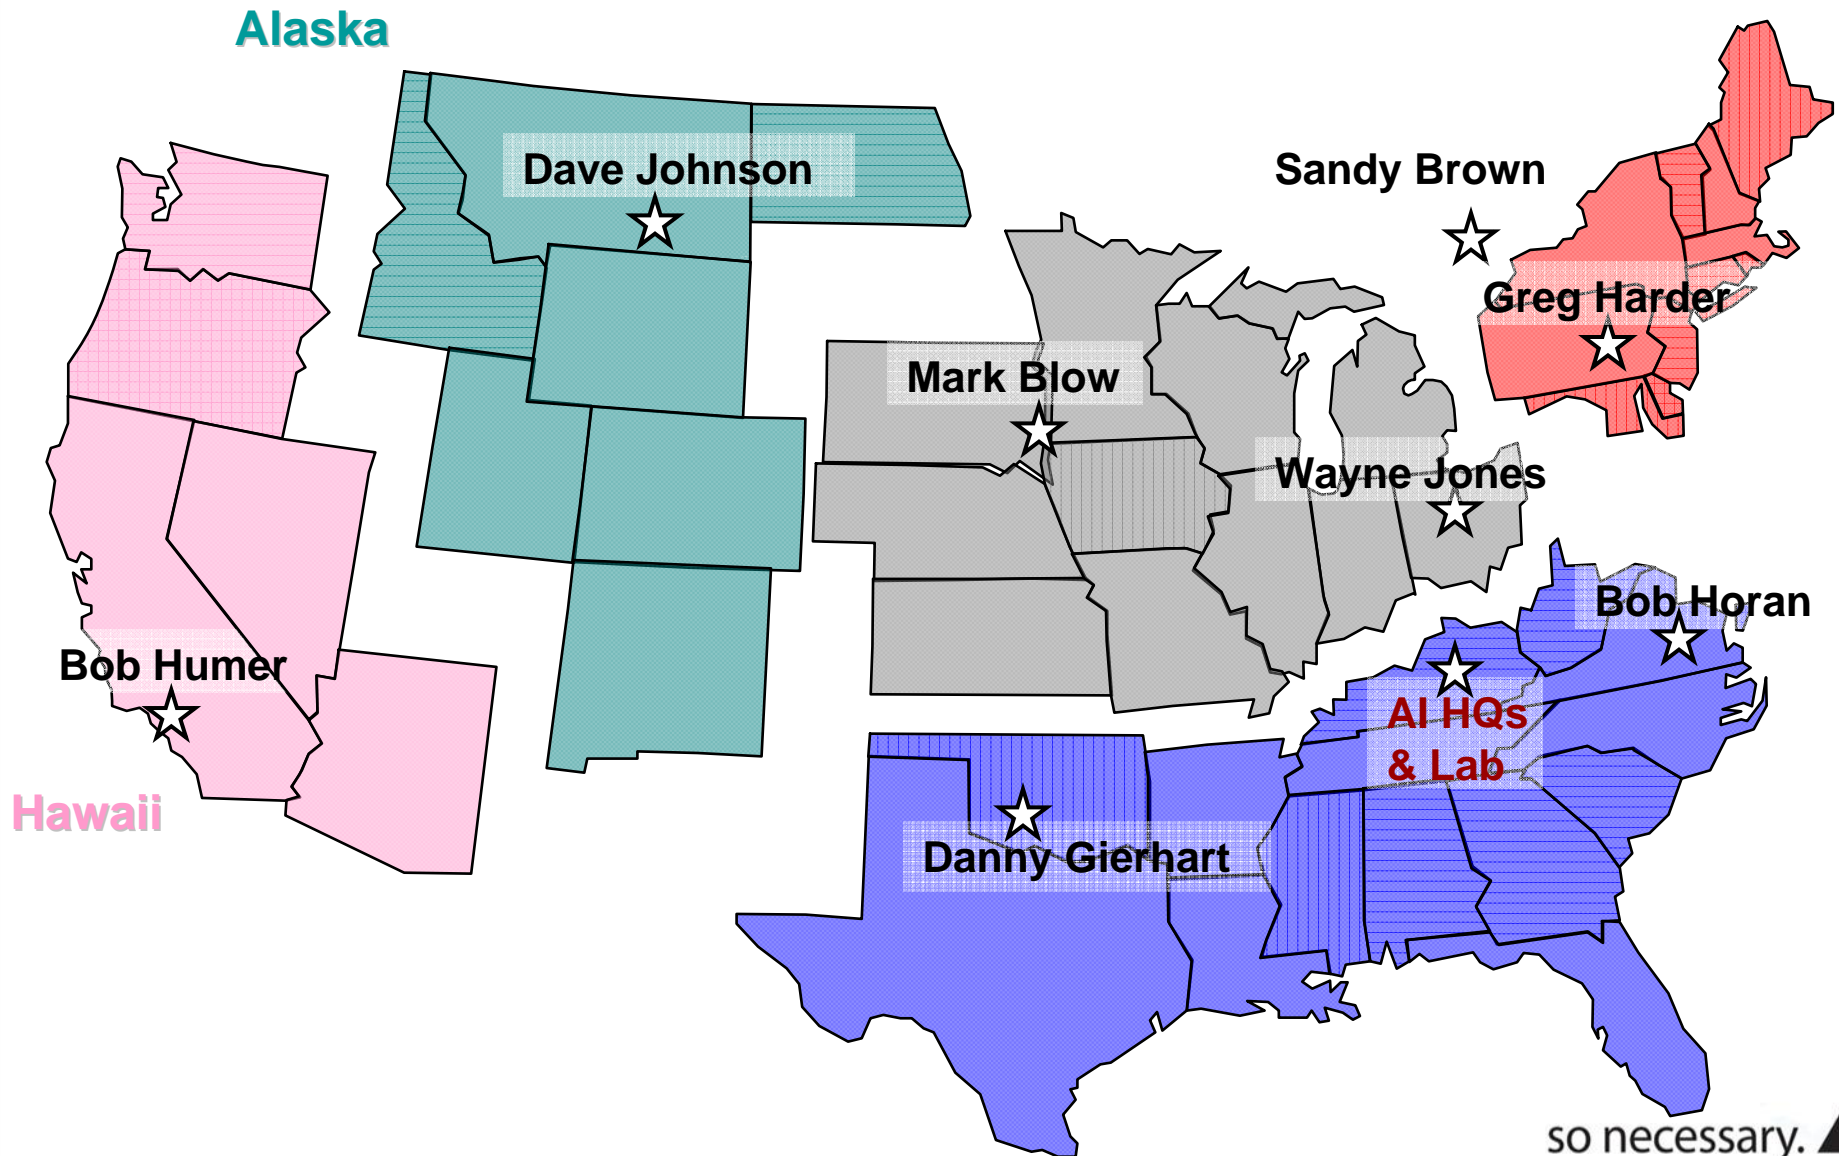 Alaska
Dave Johnson
Sandy Brown
Greg Harder
Mark Blow
Wayne Jones
Bob Horan
Bob Humer
AI HQs
& Lab
Hawaii
Danny Gierhart
so necessary.